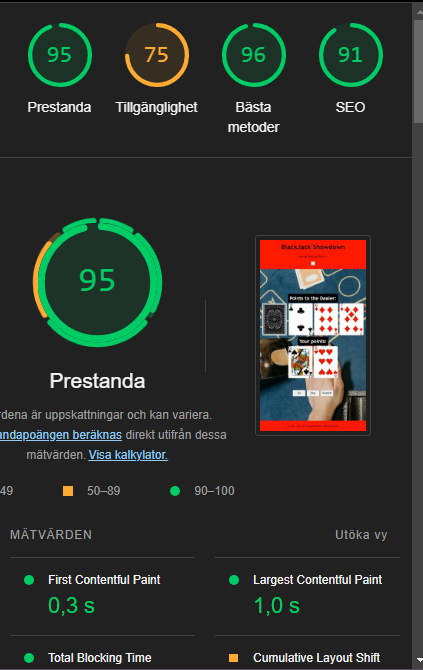 95 75 96 91
Prestanda Tillgänglighet Bästa metoder SEO
95
Prestanda
BlackJack Showdown
Points to the Dealer:
Your points:
rdena är uppskattningar och kan variera.
andapoängen beräknas direkt utifrån dessa
mätvärden. Visa kalkylator.
49 50–89 90–100
MÄTVÄRDEN Utöka vy
First Contentful Paint Largest Contentful Paint
0,3 s 1,0 s
Total Blocking Time Cumulative Layout Shift